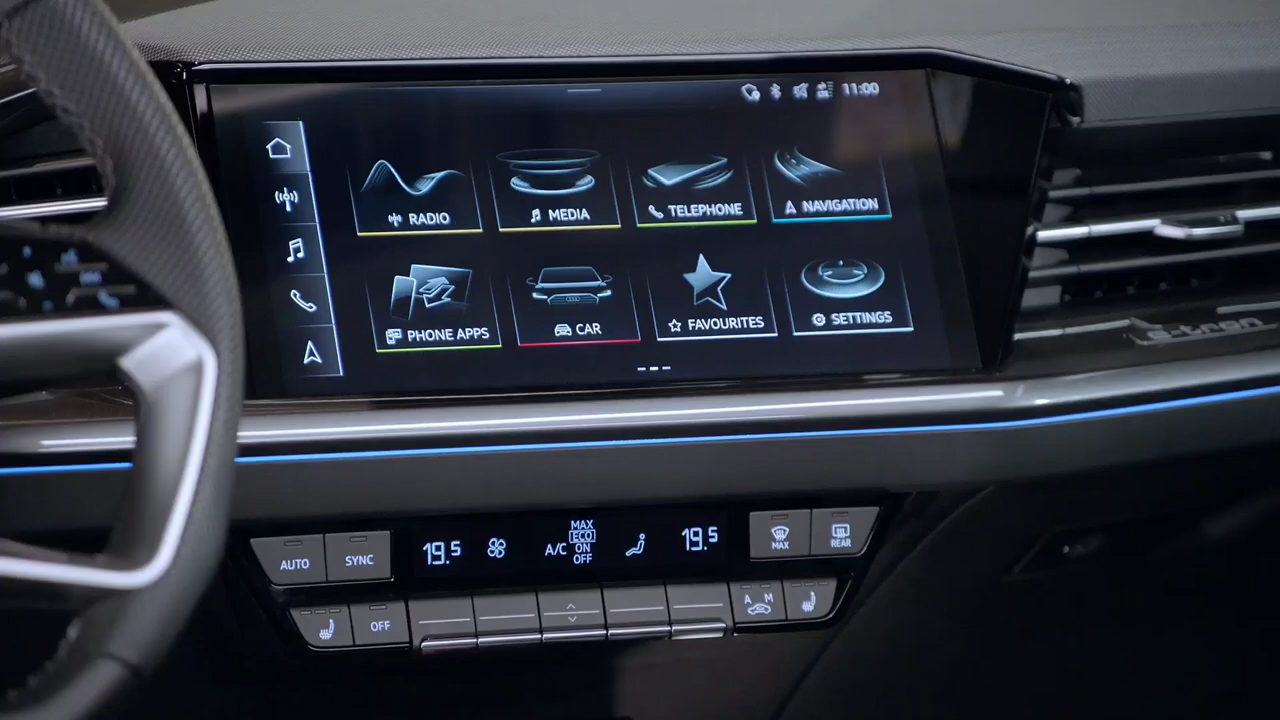 11:00
RADIO
MEDIA
TELEPHONE
NAVIGATION
PHONE APPS
CAR
FAVOURITES
SETTINGS
e-tron
AUTO
SYNC
19.5
A/C
MAX
ECO
ON
OFF
19.5
MAX
REAR
OFF
A M